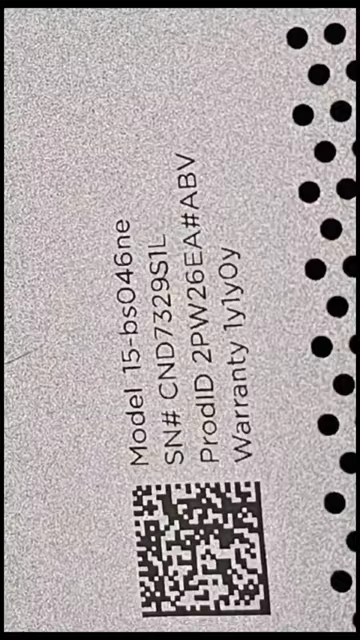 Model 15-bs046ne
SN# CND7329S1L
ProdID 2PW26EA#ABV
Warranty 1y1y0y